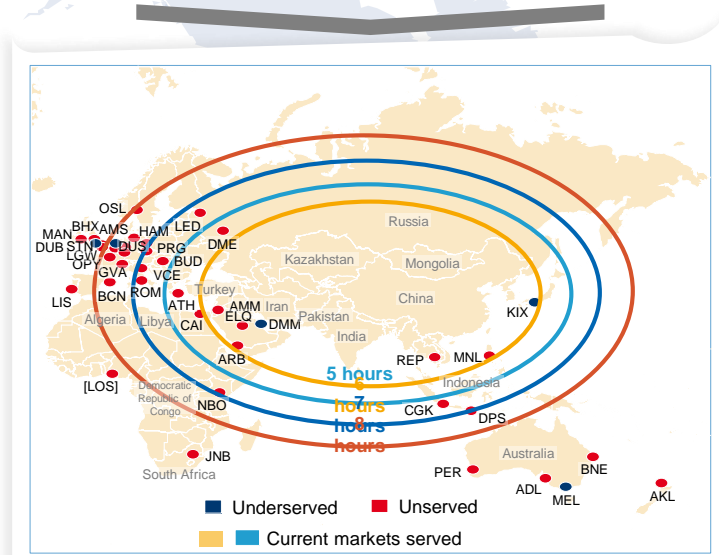 OSL
LED
BHX AMS
HAM
MAN
DUB STN
DUS
PRG
DME
LGW
OPY
BUD
GVA
VCE
LIS
BCN
ROM
ATH
CAI
AMM
ELQ
DMM
ARB
[LOS]
NBO
JNB
KIX
REP
MNL
CGK
DPS
PER
ADL
MEL
BNE
AKL
Russia
Kazakhstan
Mongolia
China
Turkey
Iran
Pakistan
India
Algeria
Libya
Democratic
Republic of
Congo
South Africa
Indonesia
Australia
5 hours
6
hours
7
hours
8
hours
Underserved
Unserved
Current markets served